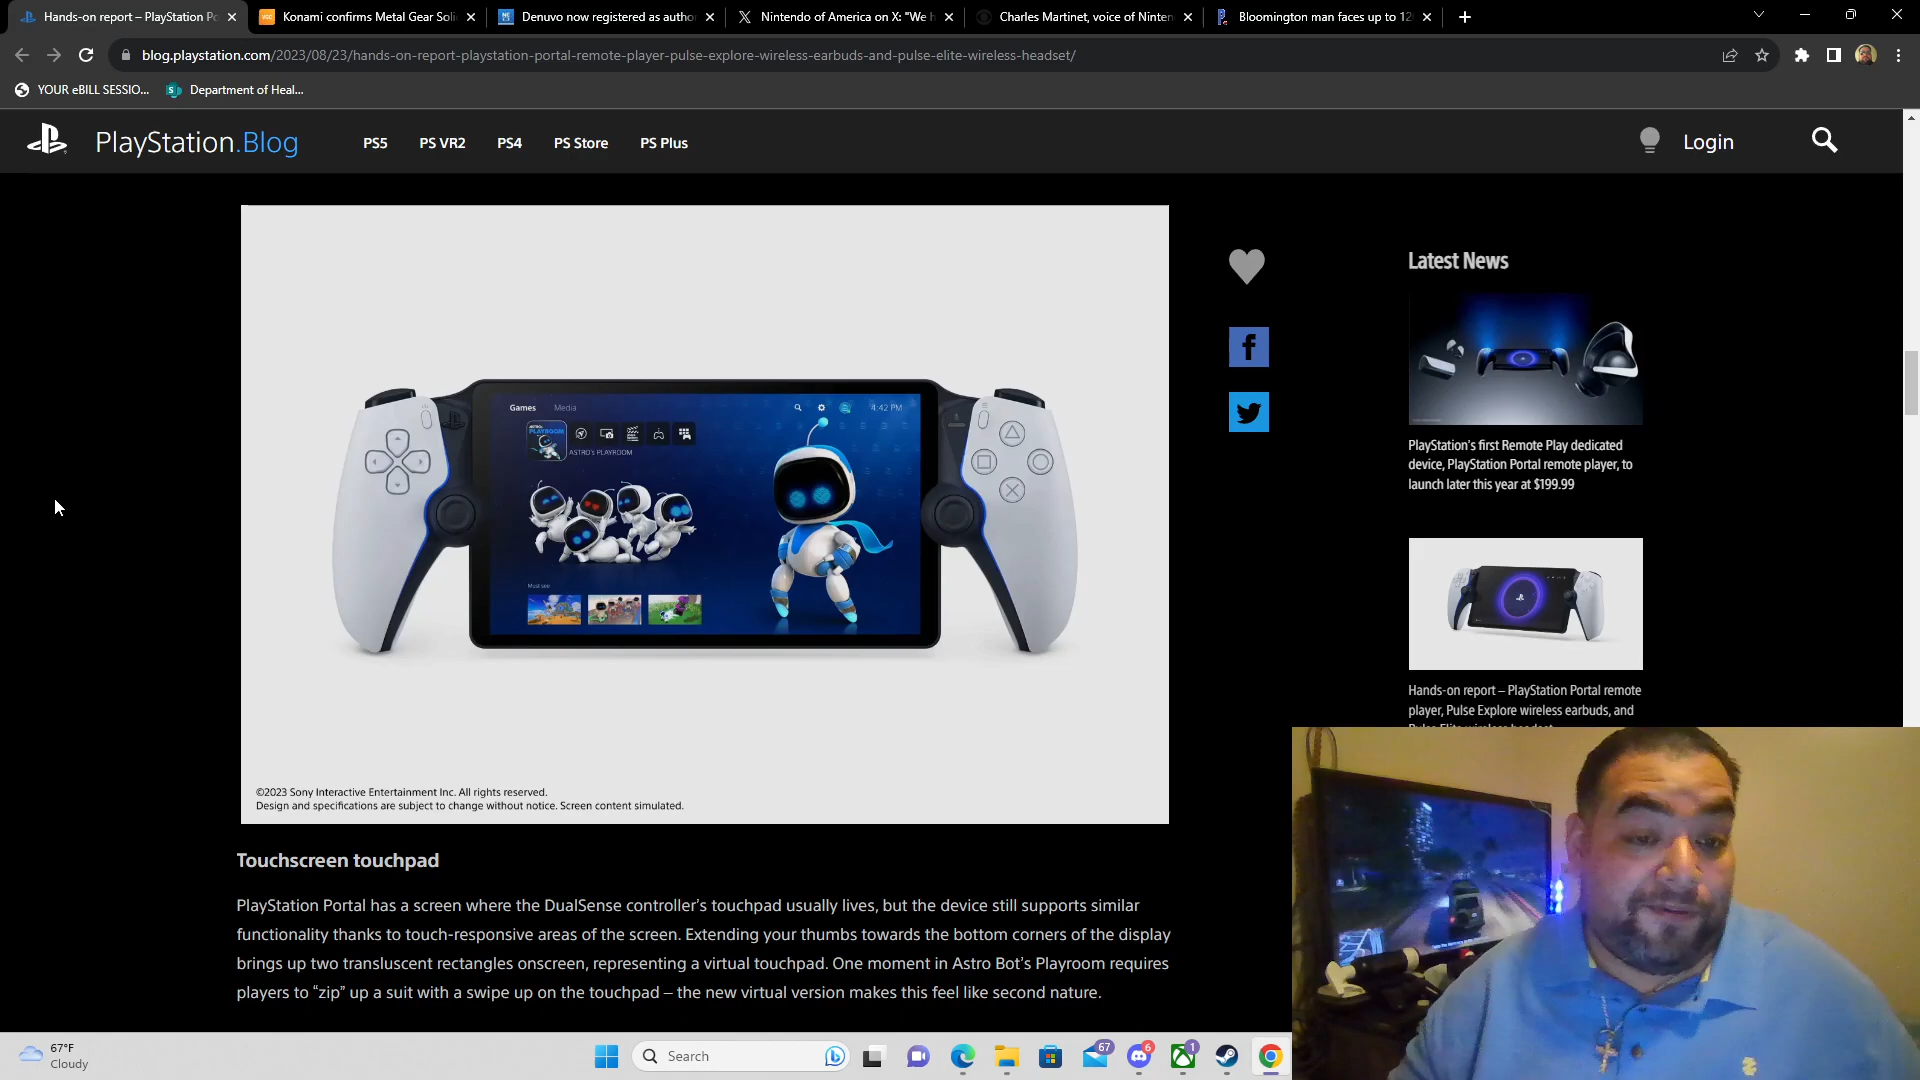 Hands-on report – PlayStation Po
Konami confirms Metal Gear Soli
Denuvo now registered as autho
Nintendo of America on X: "We h
Charles Martinet, voice of Ninten
Bloomington man faces up to 12
blog.playstation.com/2023/08/23/hands-on-report-playstation-portal-remote-player-pulse-explore-wireless-earbuds-and-pulse-elite-wireless-headset/
YOUR eBILL SESSIO...
Department of Heal...
PlayStation.Blog
PS5
PS VR2
PS4
PS Store
PS Plus
Login
Games
Media
4:42 PM
ASTRO's PLAYROOM
Must see
©2023 Sony Interactive Entertainment Inc. All rights reserved.
Design and specifications are subject to change without notice. Screen content simulated.
Latest News
PlayStation's first Remote Play dedicated
device, PlayStation Portal remote player, to
launch later this year at $199.99
Hands-on report – PlayStation Portal remote
player, Pulse Explore wireless earbuds, and
Touchscreen touchpad
PlayStation Portal has a screen where the DualSense controller's touchpad usually lives, but the device still supports similar
functionality thanks to touch-responsive areas of the screen. Extending your thumbs towards the bottom corners of the display
brings up two transluscent rectangles onscreen, representing a virtual touchpad. One moment in Astro Bot's Playroom requires
players to “zip” up a suit with a swipe up on the touchpad – the new virtual version makes this feel like second nature.
67°F
Cloudy
Search
67
6
1